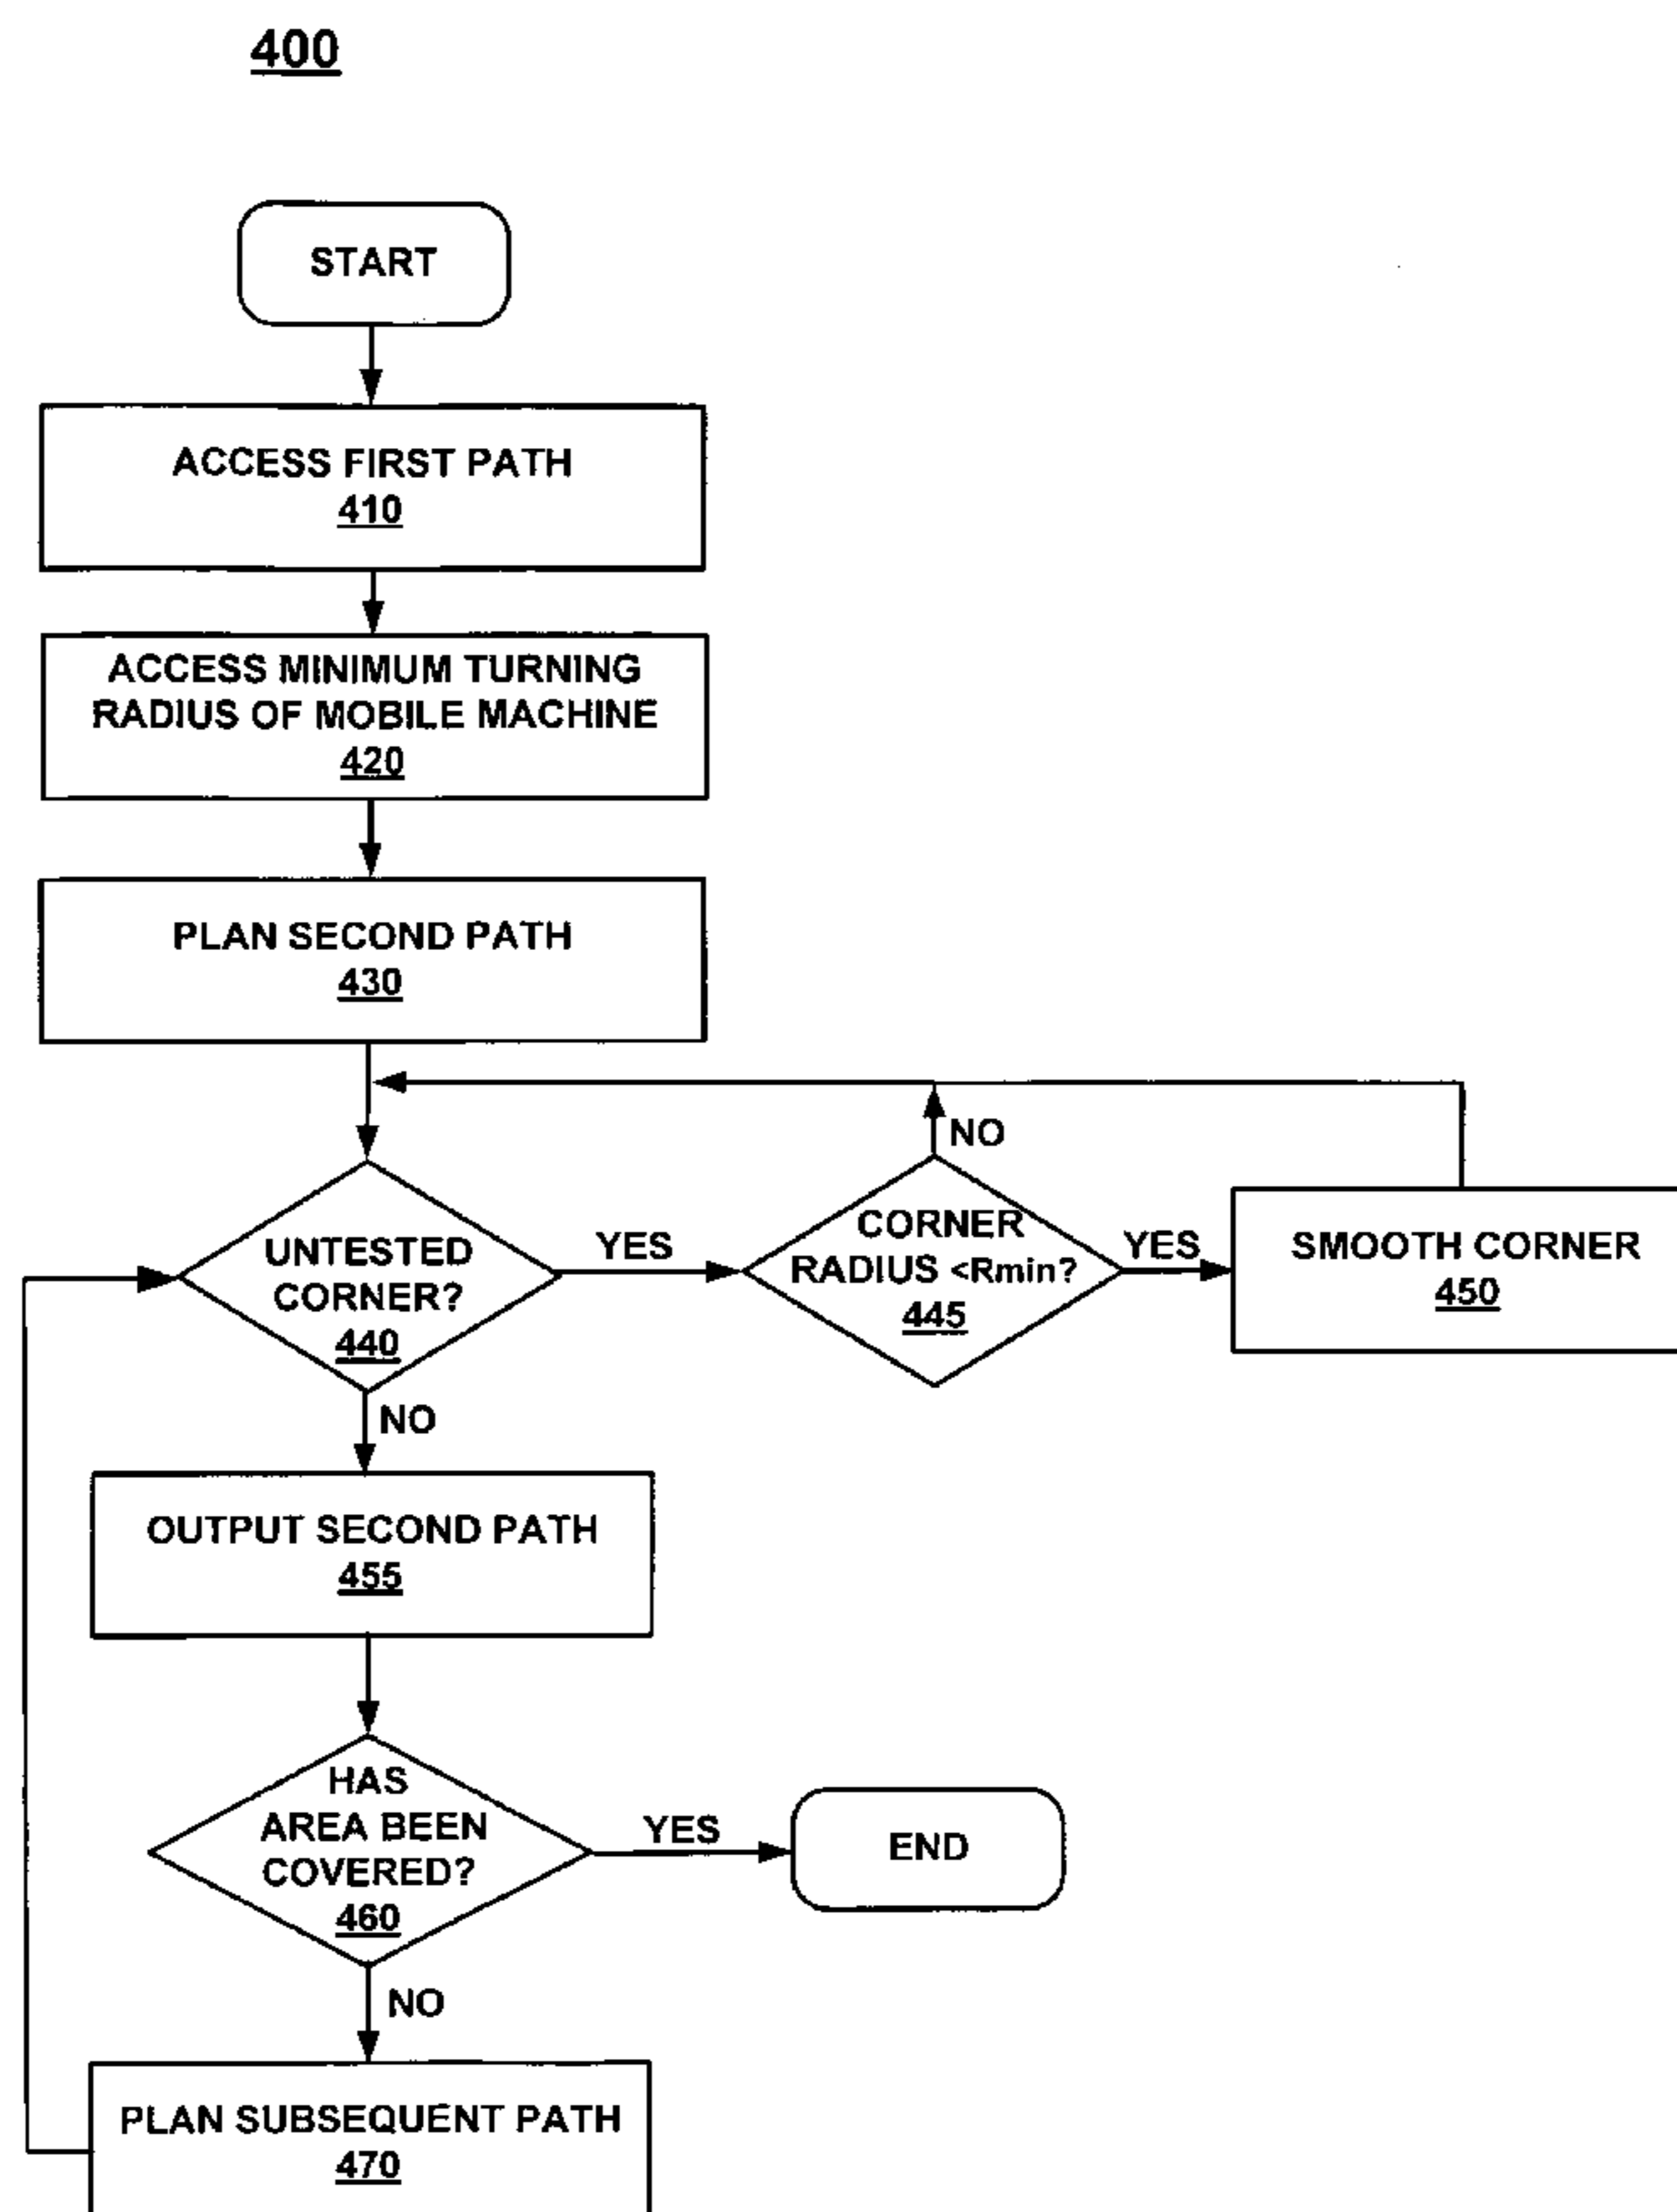 400
START
ACCESS FIRST PATH
410
ACCESS MINIMUM TURNING
RADIUS OF MOBILE MACHINE
420
PLAN SECOND PATH
430
UNTESTED
CORNER?
440
YES
CORNER
RADIUS <Rmin?
445
NO
YES
SMOOTH CORNER
450
NO
OUTPUT SECOND PATH
455
HAS
AREA BEEN
COVERED?
460
YES
END
NO
PLAN SUBSEQUENT PATH
470